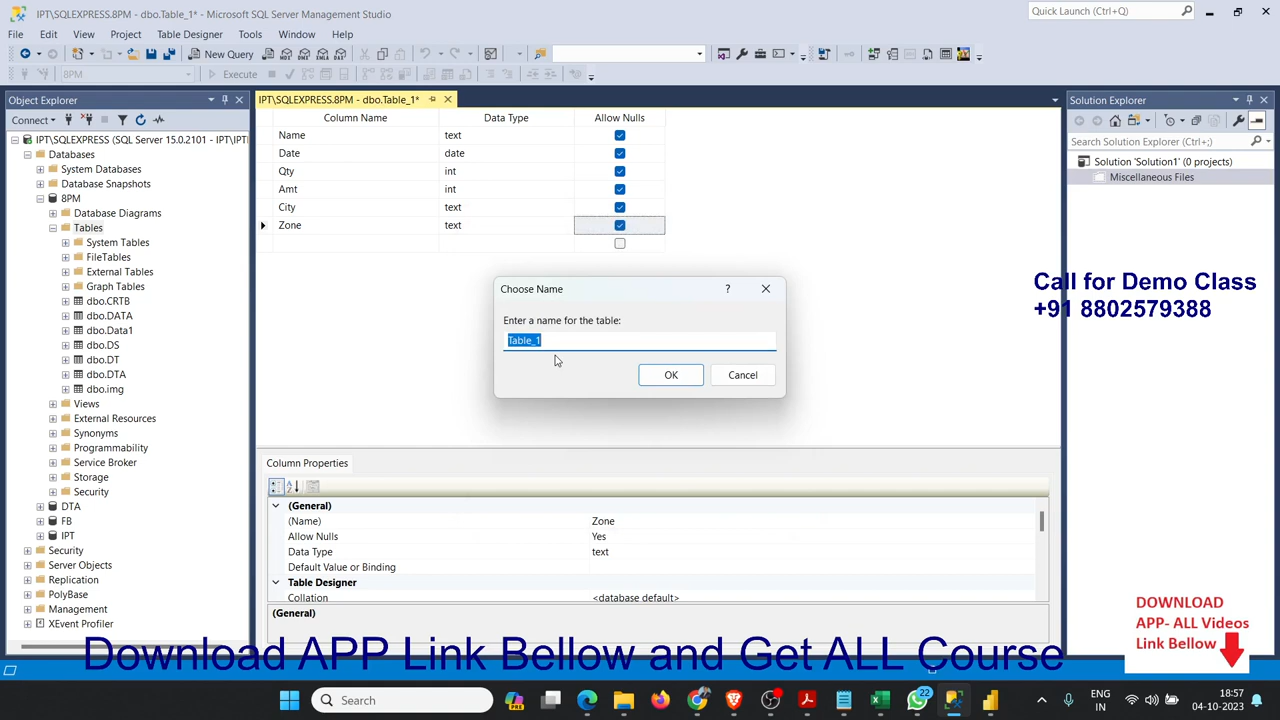 IPT\SQLEXPRESS.8PM - dbo.Table_1* - Microsoft SQL Server Management Studio
Quick Launch (Ctrl+Q)
File Edit View Project Table Designer Tools Window Help
New Query
MDX DMX XMLA DAX
8PM Execute
Object Explorer
IPT\SQLEXPRESS.8PM - dbo.Table_1*
Solution Explorer
Connect
Column Name Data Type Allow Nulls
Search Solution Explorer (Ctrl+;)
Solution 'Solution1' (0 projects)
Miscellaneous Files
IPT\SQLEXPRESS (SQL Server 15.0.2101 - IPT\IPTI
Databases
System Databases
Database Snapshots
8PM
Database Diagrams
Tables
System Tables
FileTables
External Tables
Graph Tables
dbo.CRTB
dbo.DATA
dbo.Data1
dbo.DS
dbo.DT
dbo.DTA
dbo.img
Views
External Resources
Synonyms
Programmability
Service Broker
Storage
Security
DTA
FB
IPT
Security
Server Objects
Replication
PolyBase
Management
XEvent Profiler
Name text
Date date
Qty int
Amt int
City text
Zone text
Choose Name ?
Enter a name for the table:
Table_1
OK Cancel
Call for Demo Class
+91 8802579388
Column Properties
(General)
(Name) Zone
Allow Nulls Yes
Data Type text
Default Value or Binding
Table Designer
Collation <database default>
(General)
DOWNLOAD
APP- ALL Videos
Link Bellow
Download APP Link Bellow and Get ALL Course
Search
22
ENG
IN
18:57
04-10-2023